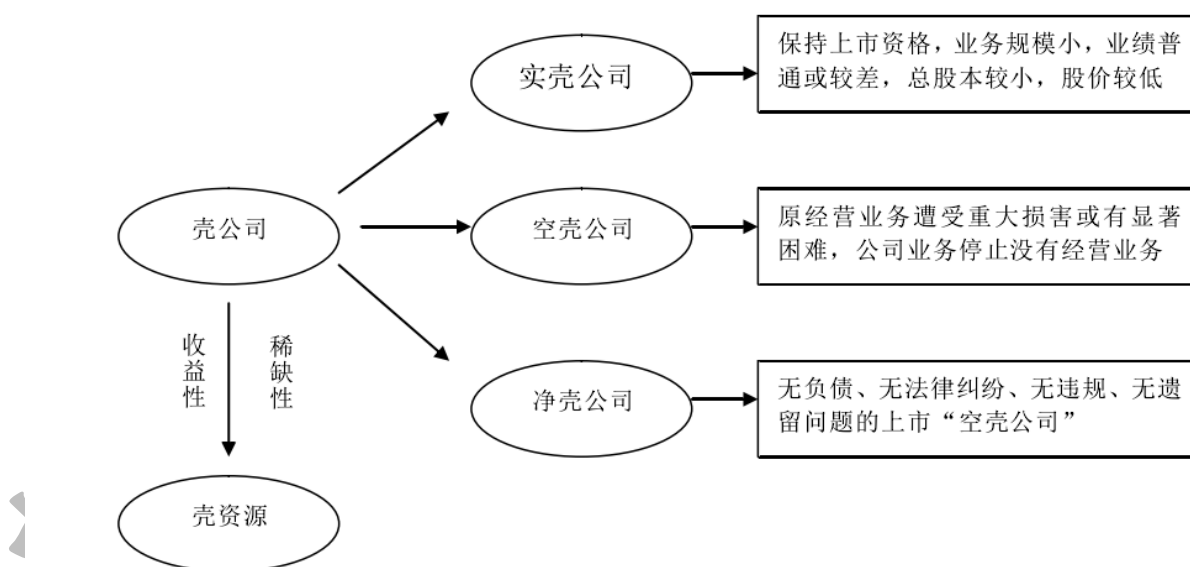 实壳公司
保持上市资格，业务规模小，业绩普
通或较差，总股本较小，股价较低
壳公司
空壳公司
原经营业务遭受重大损害或有显著
困难，公司业务停止没有经营业务
收益性
稀缺性
净壳公司
无负债、无法律纠纷、无违规、无遗
留问题的上市“空壳公司”
壳资源